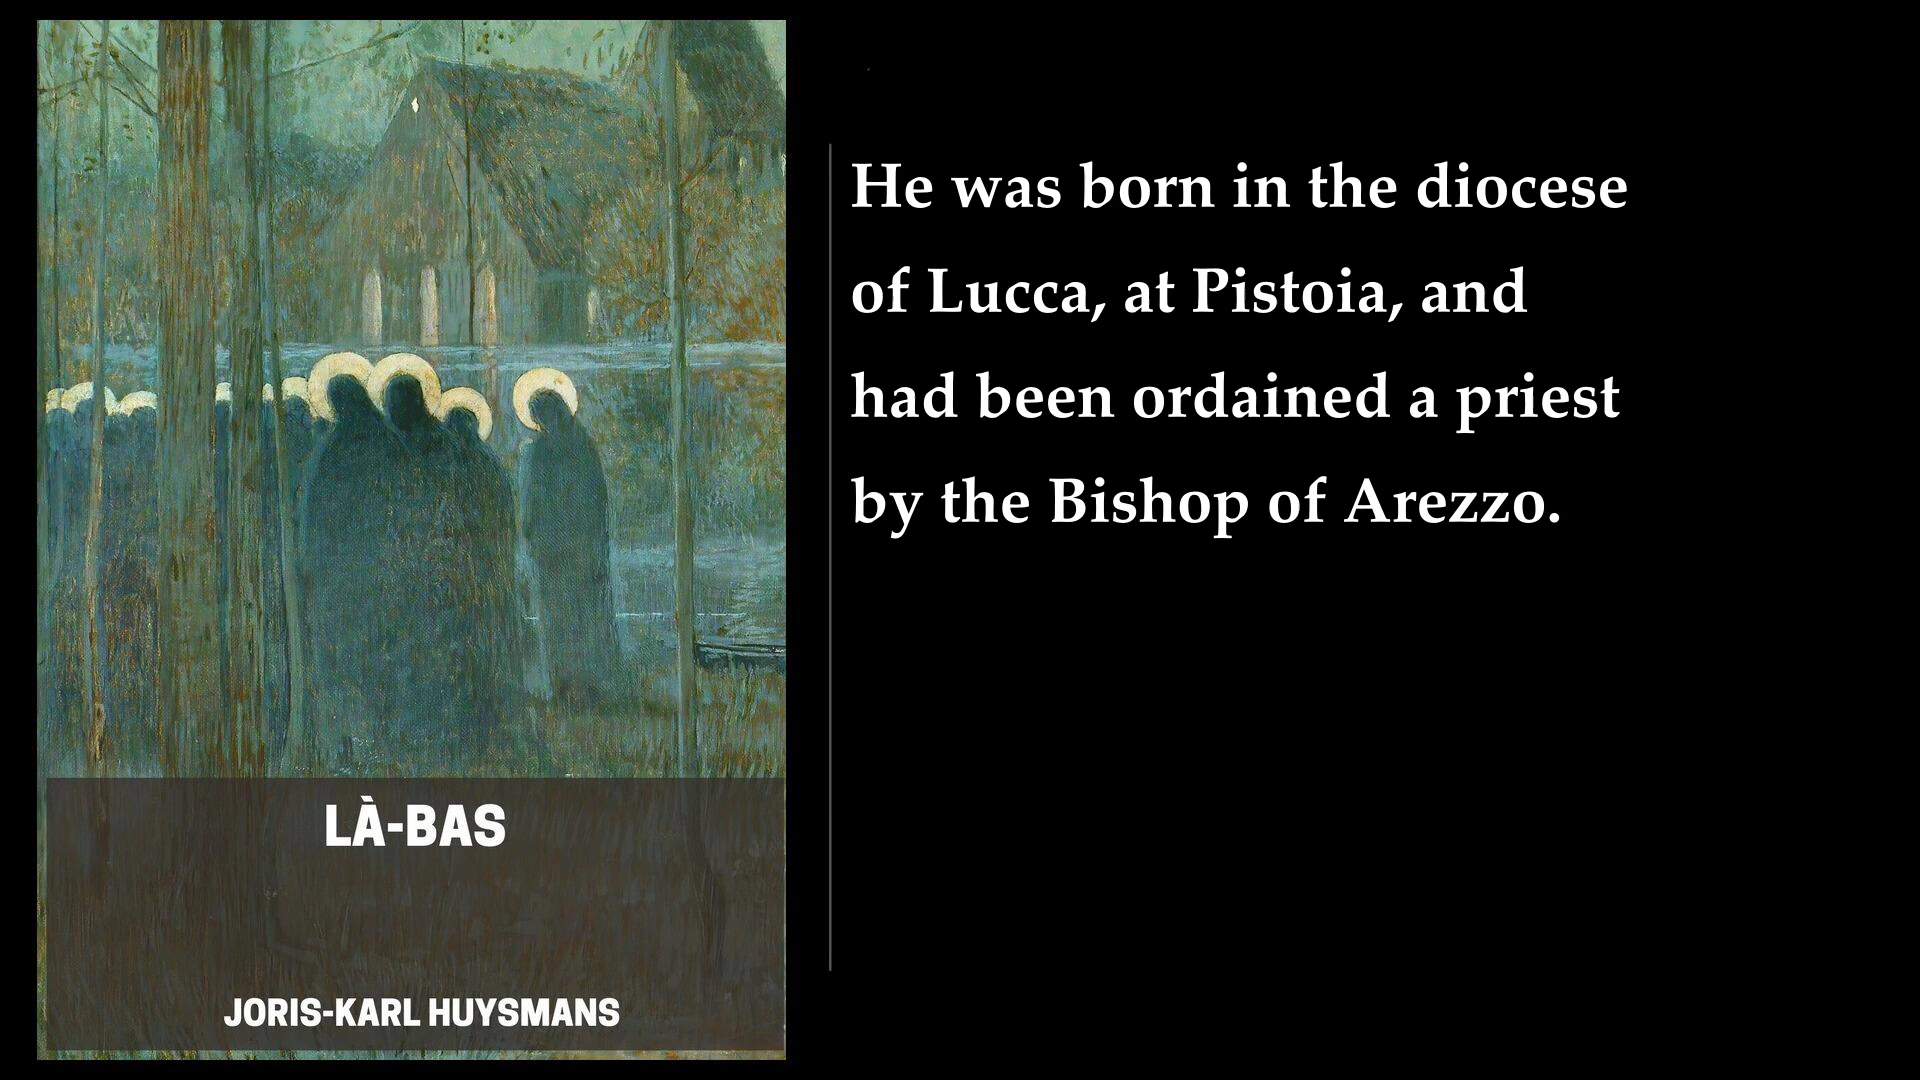 He was born in the diocese
of Lucca, at Pistoia, and
had been ordained a priest
by the Bishop of Arezzo.
LÀ-BAS
JORIS-KARL HUYSMANS